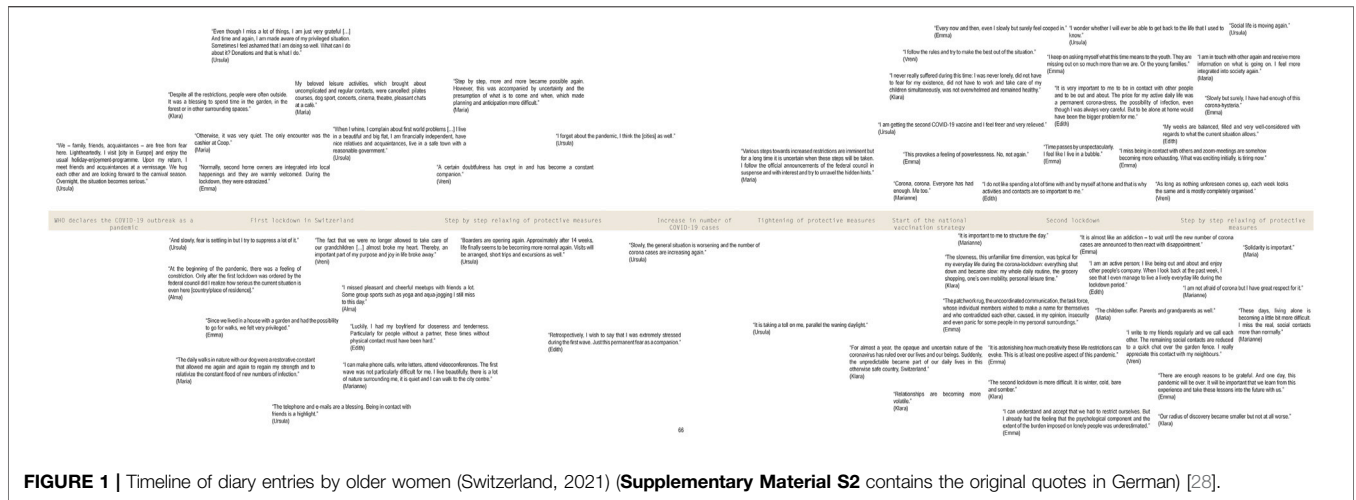 "Even though I miss a lot of things, I am just very grateful [...]
And time and again, I am made aware of my privileged situation.
Sometimes I feel ashamed that I am doing so well. What can I do
about it? Donations and that is what I do."
(Ursula)
"Despite all the restrictions, people were often outside.
It was a blessing to spend time in the garden, in the
forest or in other surrounding spaces."
(Klara)
My beloved leisure activities, which brought about
uncomplicated and regular contacts, were cancelled: pilates
courses, dog sport, concerts, cinema, theatre, pleasant chats
at a café."
(Maria)
"Step by step, more and more became possible again.
However, this was accompanied by uncertainty and the
presumption of what is to come and when, which made
planning and anticipation more difficult."
(Maria)
"We – family, friends, acquaintances – are free from fear
here. Lightheartedly, I visit [city in Europe] and enjoy the
usual holiday-enjoyment-programme. Upon my return, I
meet friends and acquaintances at a vernissage. We hug
each other and are looking forward to the carnival season.
Overnight, the situation becomes serious."
(Ursula)
"Otherwise, it was very quiet. The only encounter was the
cashier at Coop."
(Maria)
"When I whine, I complain about first world problems [...] I live
in a beautiful and big flat, I am financially independent, have
nice relatives and acquaintances, live in a safe town with a
reasonable government."
(Ursula)
"I forget about the pandemic, I think the [cities] as well."
(Ursula)
"Normally, second home owners are integrated into local
happenings and they are warmly welcomed. During the
lockdown, they were ostracized."
(Emma)
"A certain doubtfulness has crept in and has become a constant
companion."
(Vreni)
"Various steps towards increased restrictions are imminent but
for a long time it is uncertain when these steps will be taken.
I follow the official announcements of the federal council in
suspense and with interest and try to unravel the hidden hints."
(Maria)
"Every now and then, even I slowly but surely feel cooped in."
(Emma)
"I wonder whether I will ever be able to get back to the life that I used to
know."
(Ursula)
"Social life is moving again."
(Ursula)
"I follow the rules and try to make the best out of the situation."
(Vreni)
"I keep on asking myself what this time means to the youth. They are
missing out on so much more than we are. Or the young families."
(Emma)
"I am in touch with other again and receive more
information on what is going on. I feel more
integrated into society again."
(Maria)
"I never really suffered during this time: I was never lonely, did not have
to fear for my existence, did not have to work and take care of my
children simultaneously, was not overwhelmed and remained healthy."
(Klara)
"It is very important to me to be in contact with other people
and to be out and about. The price for my active daily life was
a permanent corona-stress, the possibility of infection, even
though I was always very careful. But to be alone at home would
have been the bigger problem for me."
(Edith)
"Slowly but surely, I have had enough of this
corona-hysteria."
(Emma)
"I am getting the second COVID-19 vaccine and I feel freer and very relieved."
(Ursula)
"My weeks are balanced, filled and very well-considered with
regards to what the current situation allows."
(Edith)
"This provokes a feeling of powerlessness. No, not again."
(Emma)
"Time passes by unspectacularly.
I feel like I live in a bubble."
(Emma)
"I miss being in contact with others and zoom-meetings are somehow
becoming more exhausting. What was exciting initially, is tiring now."
(Emma)
"Corona, corona. Everyone has had
enough. Me too."
(Marianne)
"I do not like spending a lot of time with and by myself at home and that is why
activities and contacts are so important to me."
(Edith)
"As long as nothing unforeseen comes up, each week looks
the same and is mostly completely organised."
(Marianne)
WHO declares the COVID-19 outbreak as a
pandemic
First lockdown in Switzerland
Step by step relaxing of protective measures
Increase in number of
COVID-19 cases
Tightening of protective measures
Start of the national
vaccination strategy
Second lockdown
Step by step relaxing of protective
measures
"And slowly, fear is settling in but I try to suppress a lot of it."
(Ursula)
"The fact that we were no longer allowed to take care of
our grandchildren [...] almost broke my heart. Thereby, an
important part of my purpose and joy in life broke away."
(Vreni)
"Boarders are opening again. Approximately after 14 weeks,
life finally seems to be becoming more normal again. Visits will
be arranged, short trips and excursions as well."
(Ursula)
"Slowly, the general situation is worsening and the number of
corona cases are increasing again."
(Ursula)
"At the beginning of the pandemic, there was a feeling of
constriction. Only after the first lockdown was ordered by the
federal council did I realize how serious the current situation is
even here [country/place of residence]."
(Alma)
"I missed pleasant and cheerful meetups with friends a lot.
Some group sports such as yoga and aqua-jogging I still miss
to this day."
(Alma)
"Since we lived in a house with a garden and had the possibility
to go for walks, we felt very privileged."
(Emma)
"Luckily, I had my boyfriend for closeness and tenderness.
Particularly for people without a partner, these times without
physical contact must have been hard."
(Edith)
"Retrospectively, I wish to say that I was extremely stressed
during the first wave. Just this permanent fear as a companion."
(Edith)
"It is taking a toll on me, parallel the waning daylight."
(Ursula)
"The daily walks in nature with our dog were a restorative constant
that allowed me again and again to regain my strength and to
relativize the constant flood of new numbers of infection."
(Maria)
"I can make phone calls, write letters, attend videoconferences. The first
wave was not particularly difficult for me. I live beautifully, there is a lot
of nature surrounding me, it is quiet and I can walk to the city centre."
(Marianne)
"The telephone and e-mails are a blessing. Being in contact with
friends is a highlight."
(Ursula)
"It is important to me to structure the day."
(Marianne)
"It is almost like an addiction – to wait until the new number of corona
cases are announced to then react with disappointment."
(Emma)
"Solidarity is important."
(Maria)
"The slowness, this unfamiliar time dimension, was typical for
my everyday life during the corona-lockdown: everything shut
down and became slow: my whole daily routine, the grocery
shopping, one's own mobility, personal leisure time."
(Klara)
"I am an active person; I like being out and about and enjoy
other people's company. When I look back at the past week, I
see that I even manage to live a lively everyday life during the
lockdown period."
(Edith)
"I am not afraid of corona but I have great respect for it."
(Marianne)
"The patchwork rug, the uncoordinated communication, the task force,
whose individual members wished to make a name for themselves
and who contradicted each other, caused, in my opinion, insecurity
and even panic for some people in my personal surroundings."
(Emma)
"The children suffer. Parents and grandparents as well."
(Maria)
"These days, living alone is
becoming a little bit more difficult.
I miss the real, social contacts
more than normally."
(Marianne)
"I write to my friends regularly and we call each
other. The remaining social contacts are reduced
to a quick chat over the garden fence. I really
appreciate this contact with my neighbours."
(Vreni)
"For almost a year, the opaque and uncertain nature of the
coronavirus has ruled over our lives and our beings. Suddenly,
the unpredictable became part of our daily lives in this
otherwise safe country, Switzerland."
(Klara)
"It is astonishing how much creativity these life restrictions can
evoke. This is at least one positive aspect of this pandemic."
(Emma)
"The second lockdown is more difficult. It is winter, cold, bare
and somber."
(Klara)
"There are enough reasons to be grateful. And one day, this
pandemic will be over. It will be important that we learn from this
experience and take these lessons into the future with us."
(Emma)
"Relationships are becoming more
volatile."
(Klara)
"I can understand and accept that we had to restrict ourselves. But
I already had the feeling that the psychological component and the
extent of the burden imposed on lonely people was underestimated."
(Emma)
"Our radius of discovery became smaller but not at all worse."
(Klara)
66
FIGURE 1 | Timeline of diary entries by older women (Switzerland, 2021) (Supplementary Material S2 contains the original quotes in German) [28].